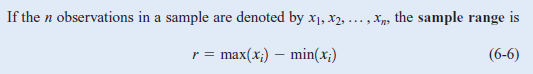 If the n observations in a sample are denoted by x₁, x₂, … , xₙ, the sample range is
r = max(xᵢ) − min(xᵢ) (6-6)